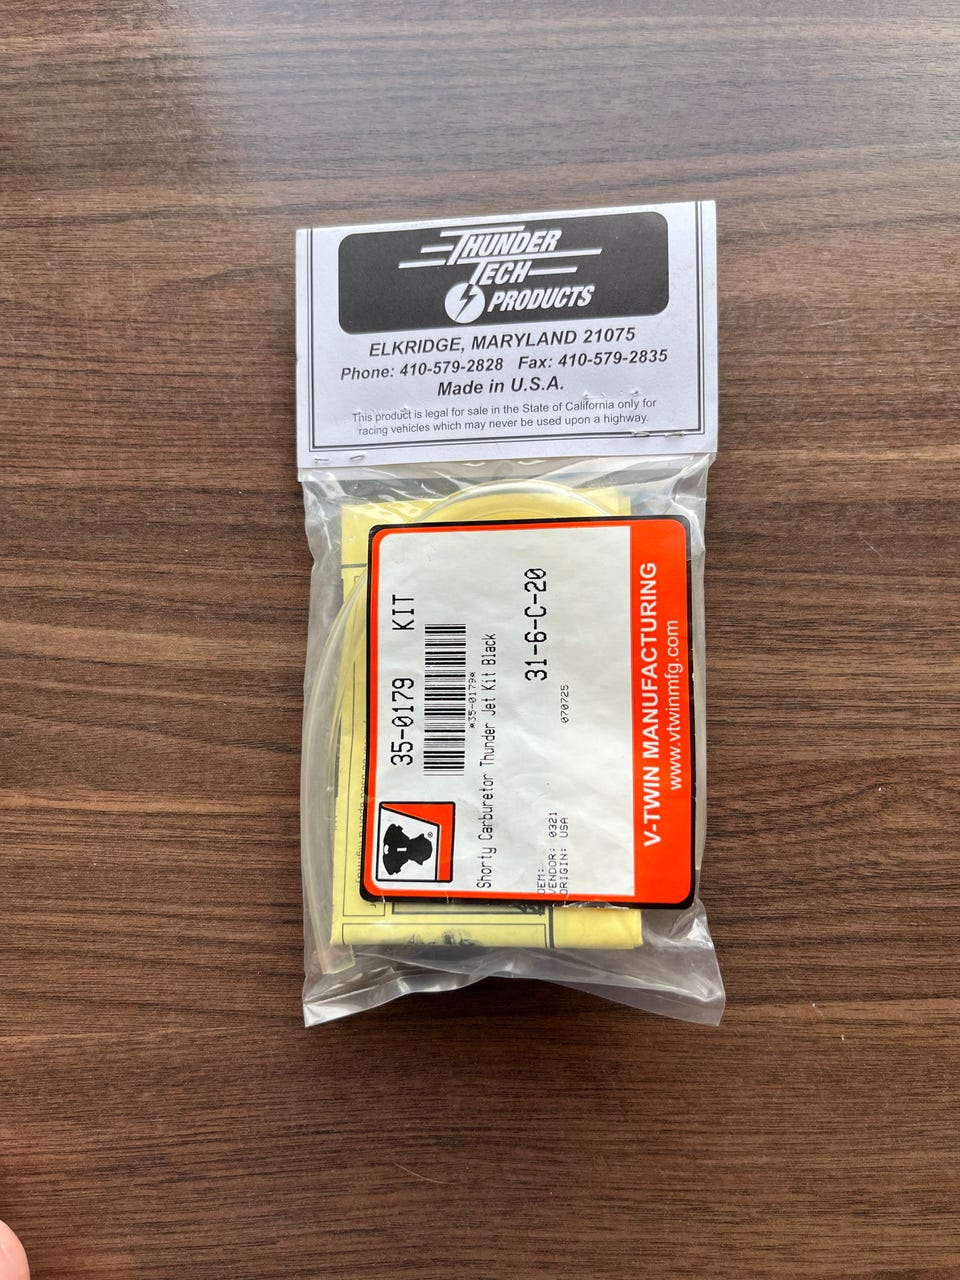 THUNDER
TECH
PRODUCTS
ELKRIDGE, MARYLAND 21075
Phone: 410-579-2828 Fax: 410-579-2835
Made in U.S.A.
This product is legal for sale in the State of California only for
racing vehicles which may never be used upon a highway.
35-0179 KIT
*35-0179*
Shorty Carburetor Thunder Jet Kit Black
31-6-C-20
OEM:
VENDOR: 0321
ORIGIN: USA
070725
V-TWIN MANUFACTURING
www.vtwinmfg.com